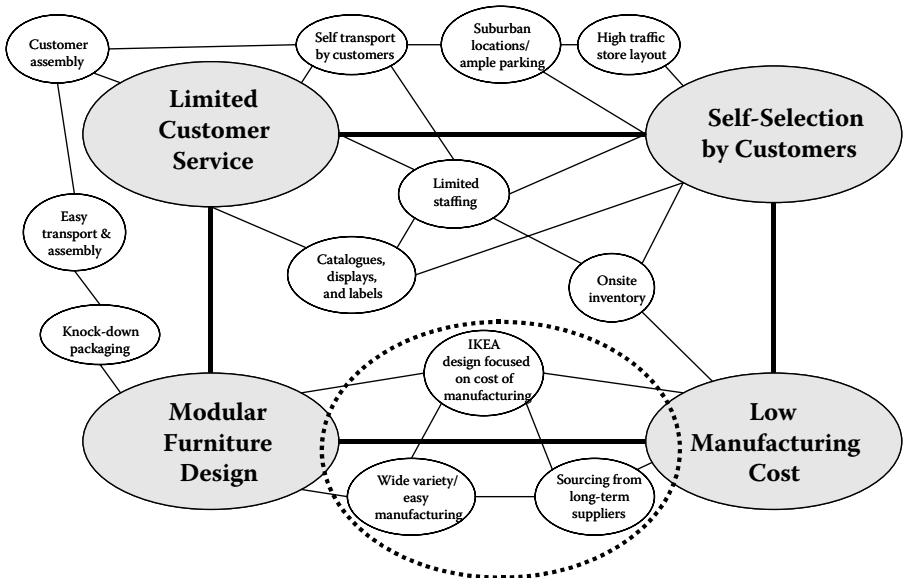 Customer
assembly
Self transport
by customers
Suburban
locations/
ample parking
High traffic
store layout
Limited
Customer
Service
Self-Selection
by Customers
Limited
staffing
Easy
transport &
assembly
Catalogues,
displays,
and labels
Onsite
inventory
Knock-down
packaging
IKEA
design focused
on cost of
manufacturing
Modular
Furniture
Design
Low
Manufacturing
Cost
Wide variety/
easy
manufacturing
Sourcing from
long-term
suppliers